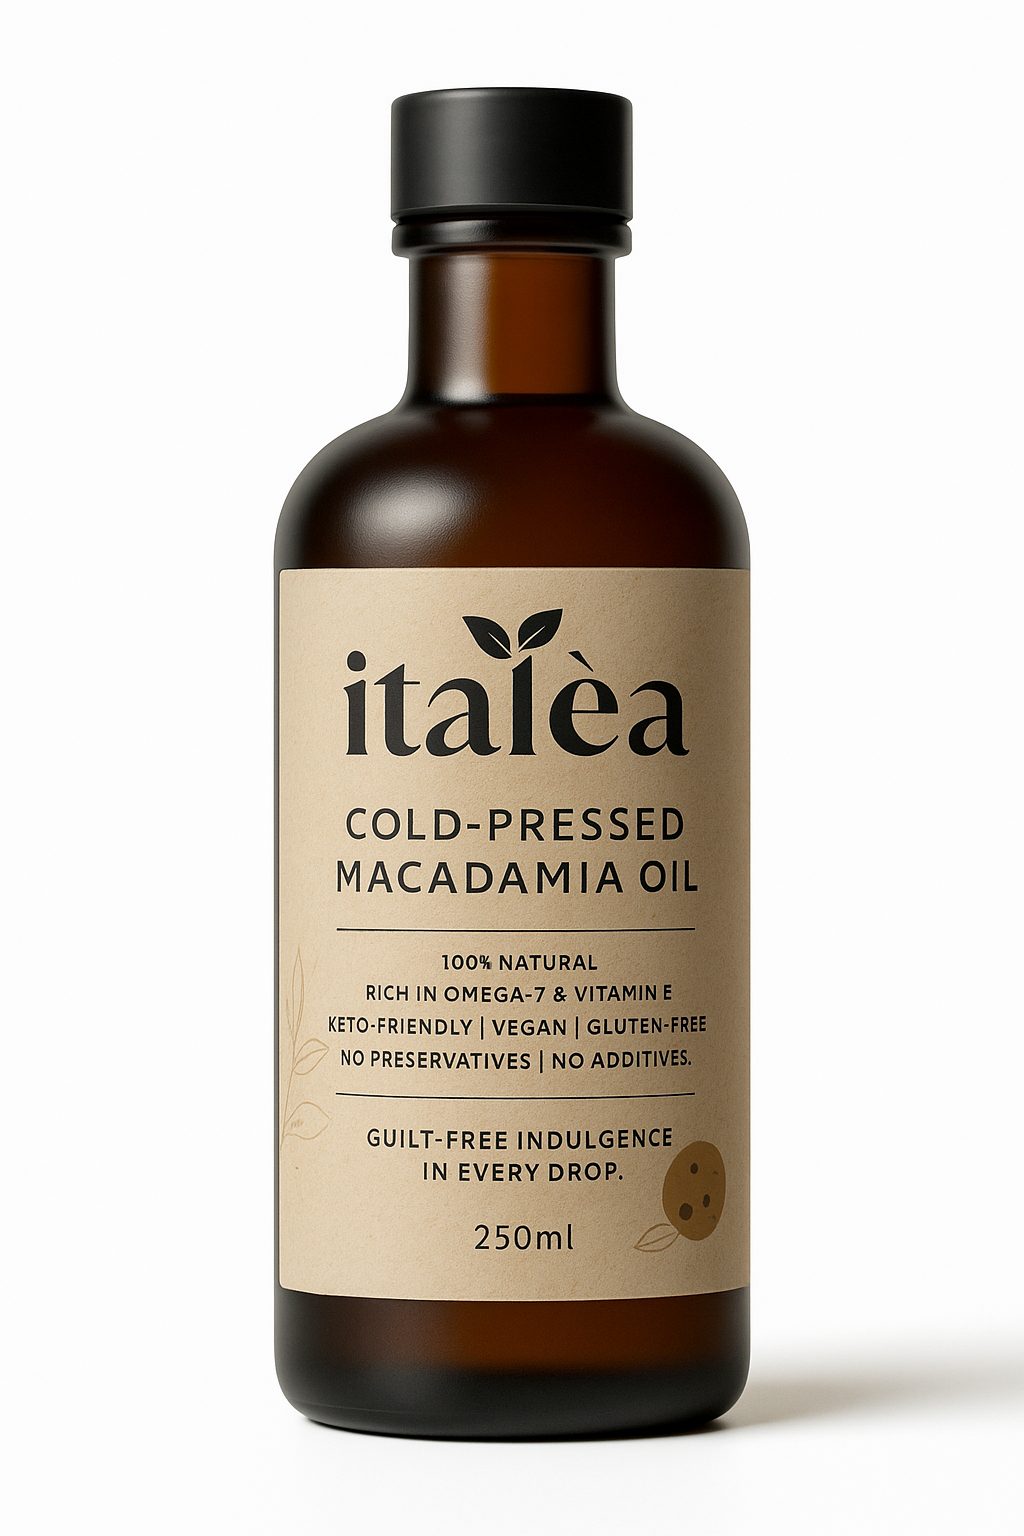 italèa
COLD-PRESSED
MACADAMIA OIL
100% NATURAL
RICH IN OMEGA-7 & VITAMIN E
KETO-FRIENDLY | VEGAN | GLUTEN-FREE
NO PRESERVATIVES | NO ADDITIVES.
GUILT-FREE INDULGENCE
IN EVERY DROP.
250ml